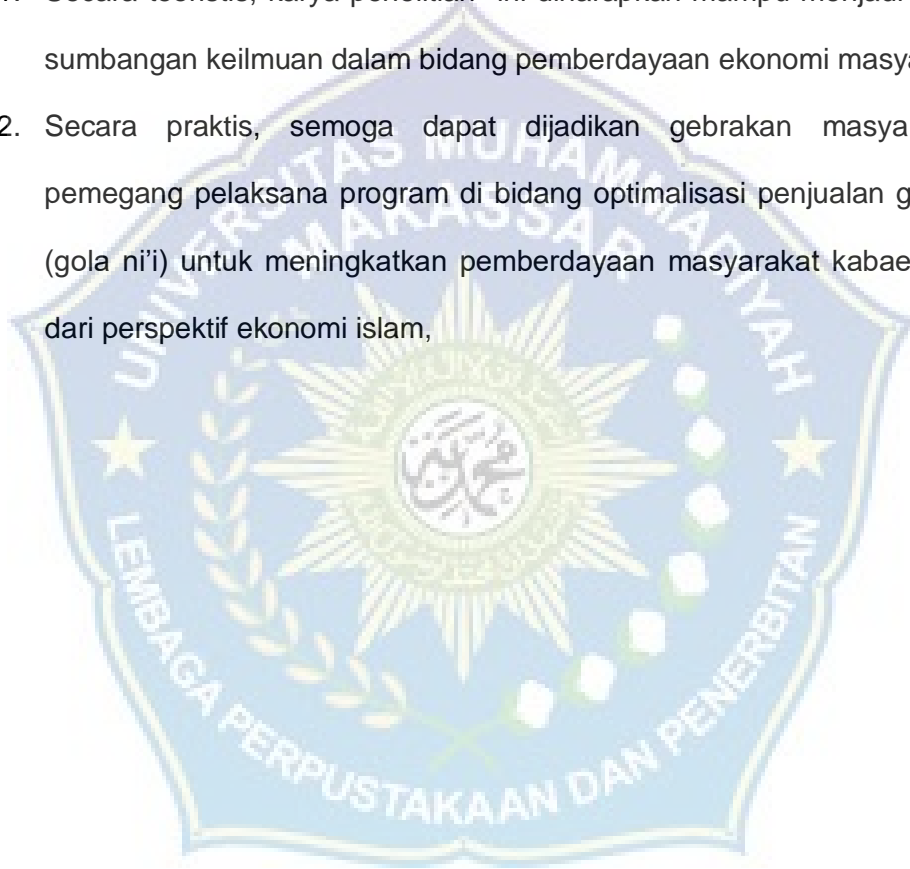 Secara teoristis, karya penelitian ini diharapkan mampu menjadi
sumbangan keilmuan dalam bidang pemberdayaan ekonomi masya
2. Secara praktis, semoga dapat dijadikan gebrakan masya
pemegang pelaksana program di bidang optimalisasi penjualan g
(gola ni'i) untuk meningkatkan pemberdayaan masyarakat kabae
dari perspektif ekonomi islam,
UNIVERSITAS MUHAMMADIYAH
MAKASSAR
LEMBAGA PERPUSTAKAAN DAN PENERBITAN